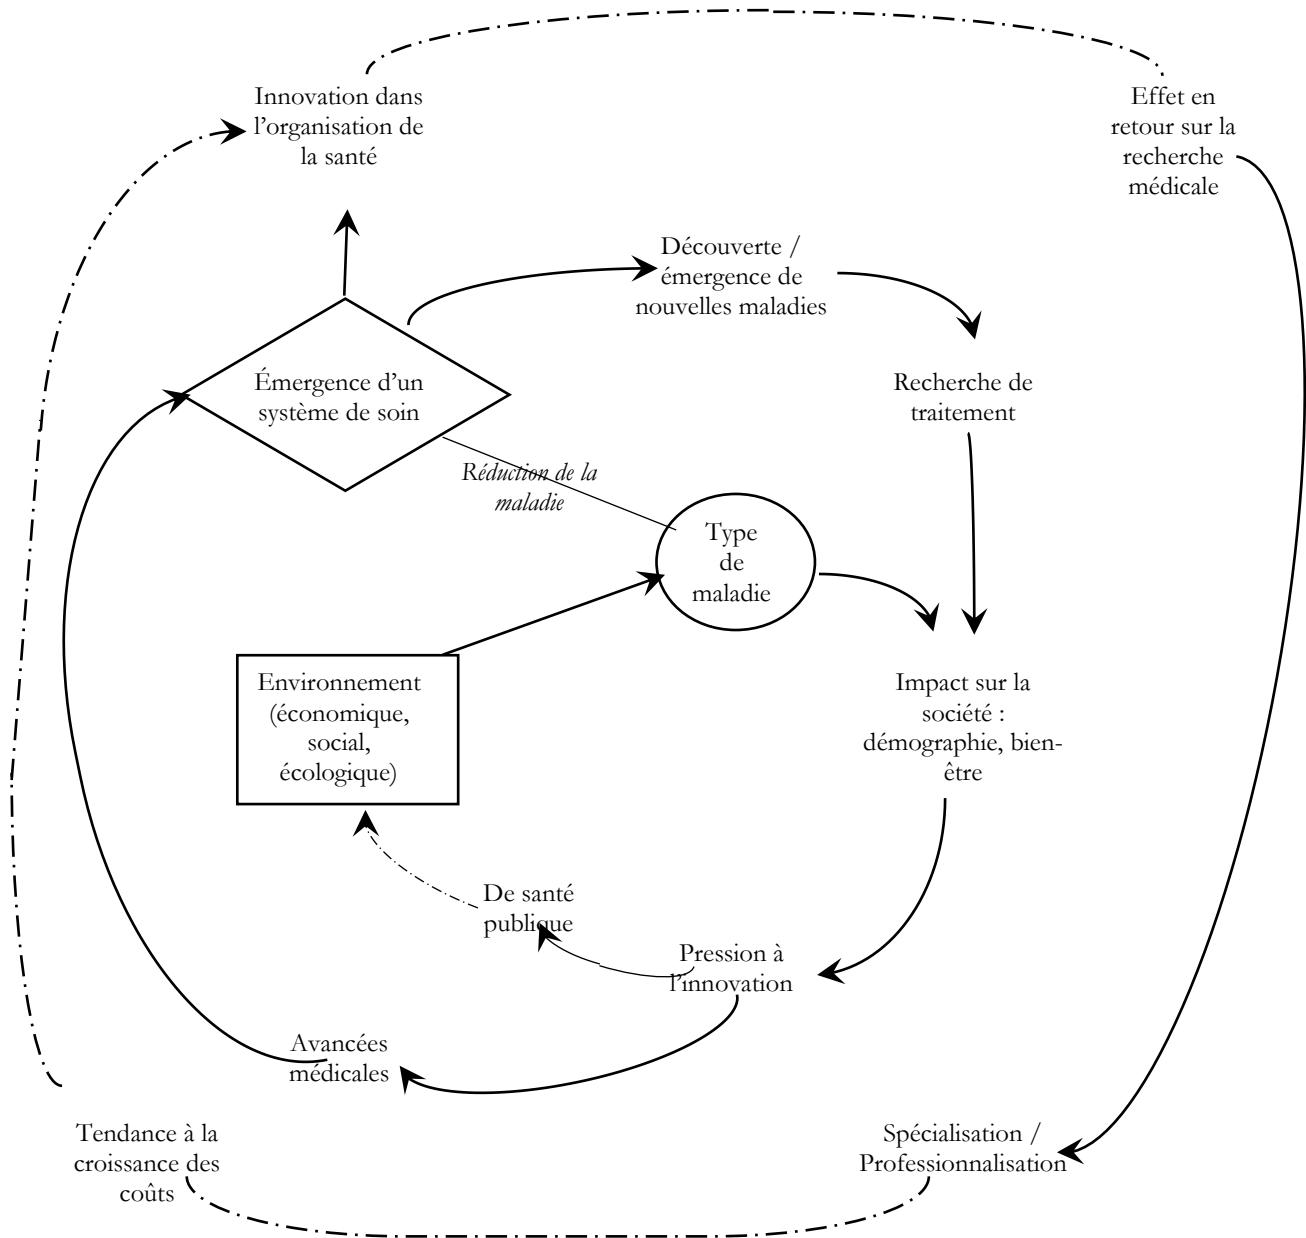 Innovation dans
l’organisation de
la santé
Effet en
retour sur la
recherche
médicale
Découverte /
émergence de
nouvelles maladies
Émergence d’un
système de soin
Recherche de
traitement
Réduction de la
maladie
Type
de
maladie
Environnement
(économique,
social,
écologique)
Impact sur la
société :
démographie, bien-
être
De santé
publique
Pression à
l’innovation
Avancées
médicales
Tendance à la
croissance des
coûts
Spécialisation /
Professionnalisation